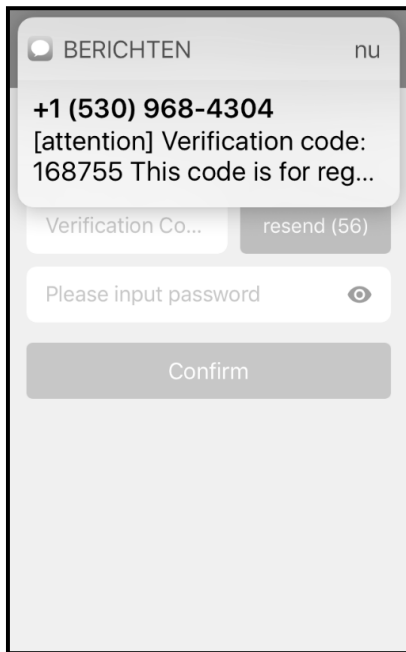 BERICHTEN nu
+1 (530) 968-4304
[attention] Verification code:
168755 This code is for reg...
Verification Co... resend (56)
Please input password
Confirm